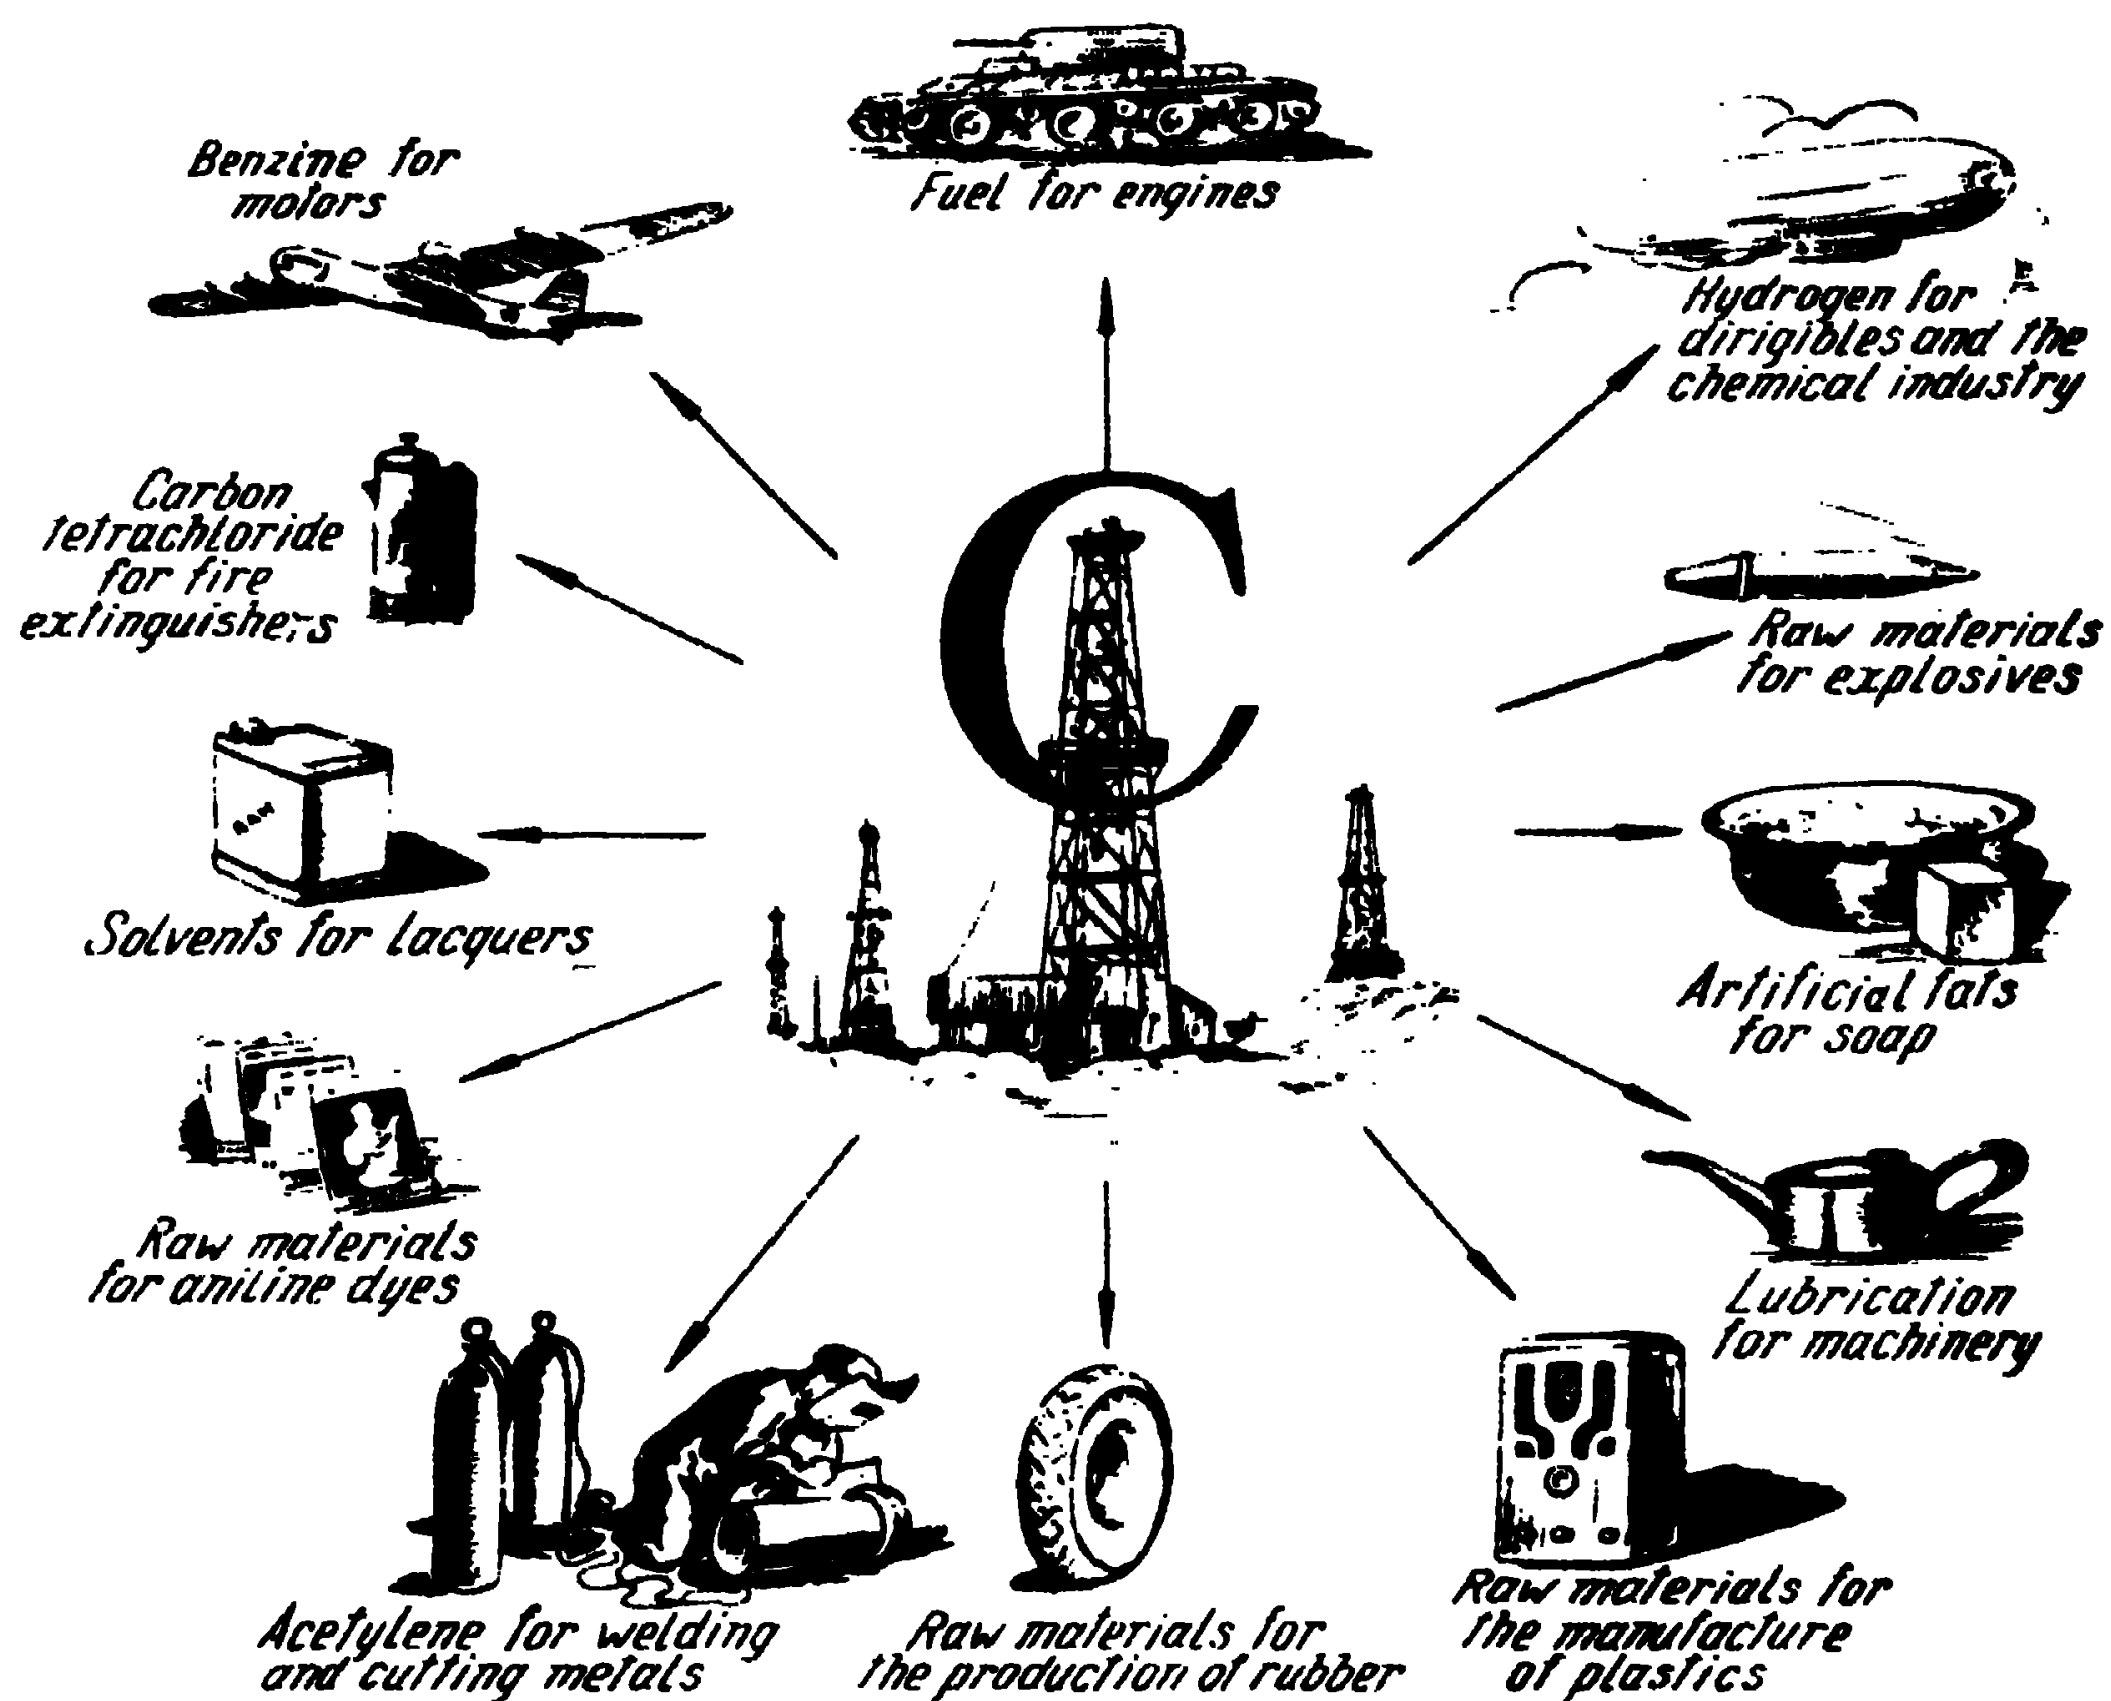 Fuel for engines
Benzine for
motors
Hydrogen for
dirigibles and the
chemical industry
Carbon
tetrachloride
for fire
extinguishers
C
Raw materials
for explosives
Solvents for lacquers
Artificial fats
for soap
Raw materials
for aniline dyes
Lubrication
for machinery
Acetylene for welding
and cutting metals
Raw materials for
the production of rubber
Raw materials for
the manufacture
of plastics